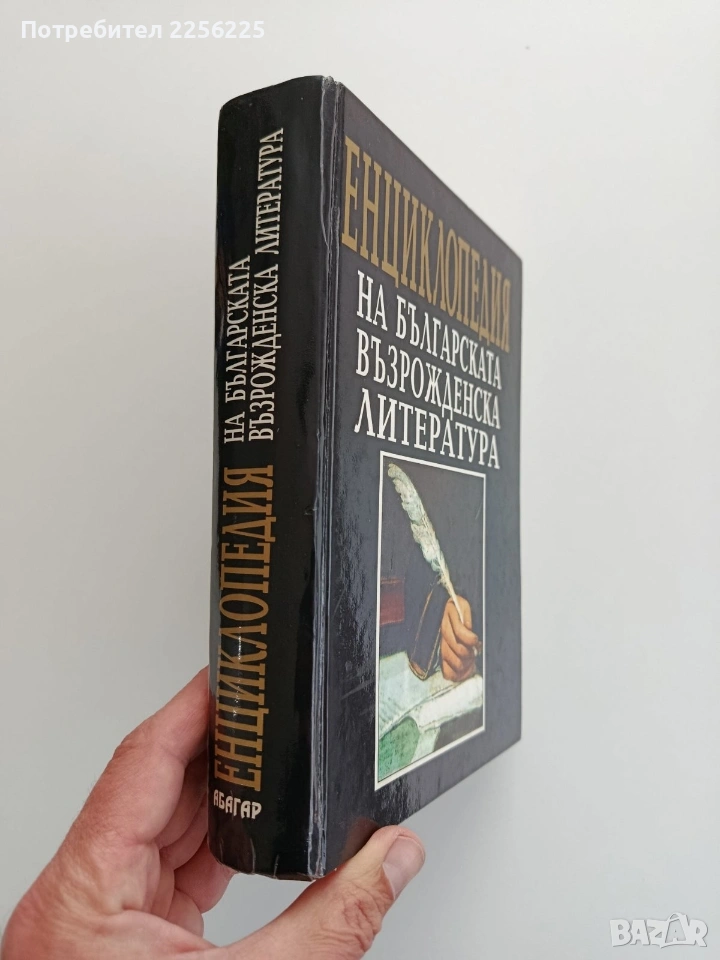 Потребител 2256225
ЕНЦИКЛОПЕДИЯ
НА БЪЛГАРСКАТА
ВЪЗРОЖДЕНСКА
ЛИТЕРАТУРА
ЕНЦИКЛОПЕДИЯ
НА БЪЛГАРСКАТА
ВЪЗРОЖДЕНСКА ЛИТЕРАТУРА
АБАГАР
BAZAR